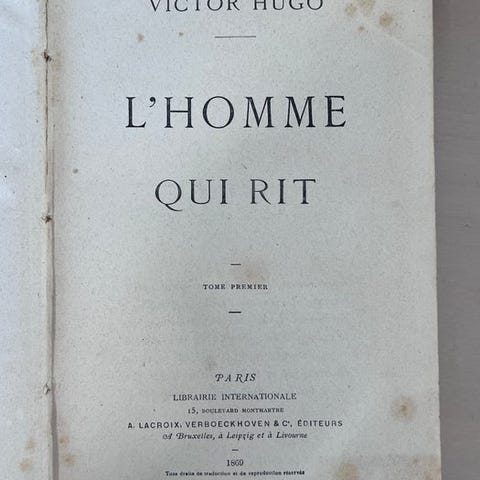 VICTOR HUGO
L'HOMME
QUI RIT
TOME PREMIER
PARIS
LIBRAIRIE INTERNATIONALE
15, BOULEVARD MONTMARTRE
A. LACROIX, VERBOECKHOVEN & Cᵉ, ÉDITEURS
A Bruxelles, à Leipzig et à Livourne
1869
Tous droits de traduction et de reproduction réservés